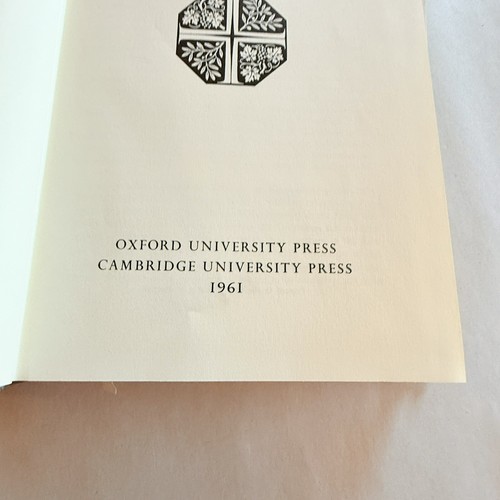 OXFORD UNIVERSITY PRESS
CAMBRIDGE UNIVERSITY PRESS
1961